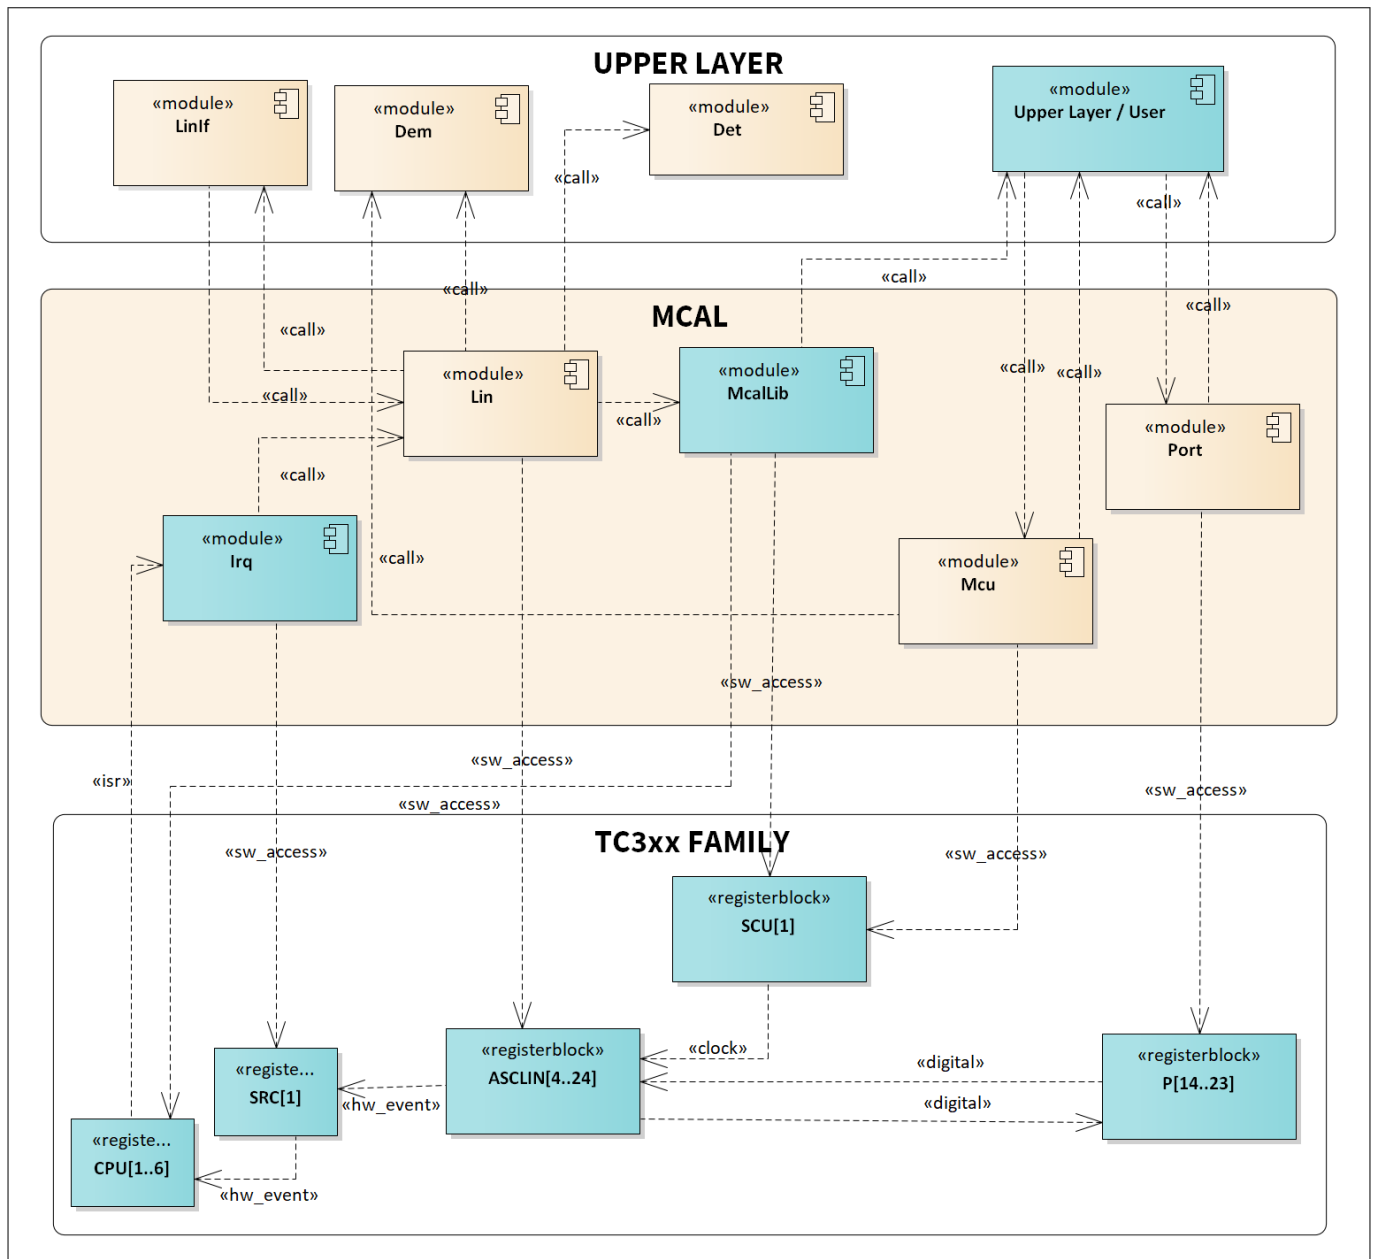 UPPER LAYER
«module»
LinIf
«module»
Dem
«module»
Det
«module»
Upper Layer / User
«call»
«call»
«call»
«call»
«call»
MCAL
«call»
«call»
«call»
«module»
Lin
«module»
McalLib
«call»
«call»
«module»
Port
«call»
«module»
Irq
«call»
«module»
Mcu
«sw_access»
«sw_access»
«isr»
«sw_access»
«sw_access»
TC3xx FAMILY
«sw_access»
«sw_access»
«registerblock»
SCU[1]
«clock»
«registerblock»
ASCLIN[4..24]
«registerblock»
P[14..23]
«digital»
«digital»
«registe...
SRC[1]
«hw_event»
«registe...
CPU[1..6]
«hw_event»